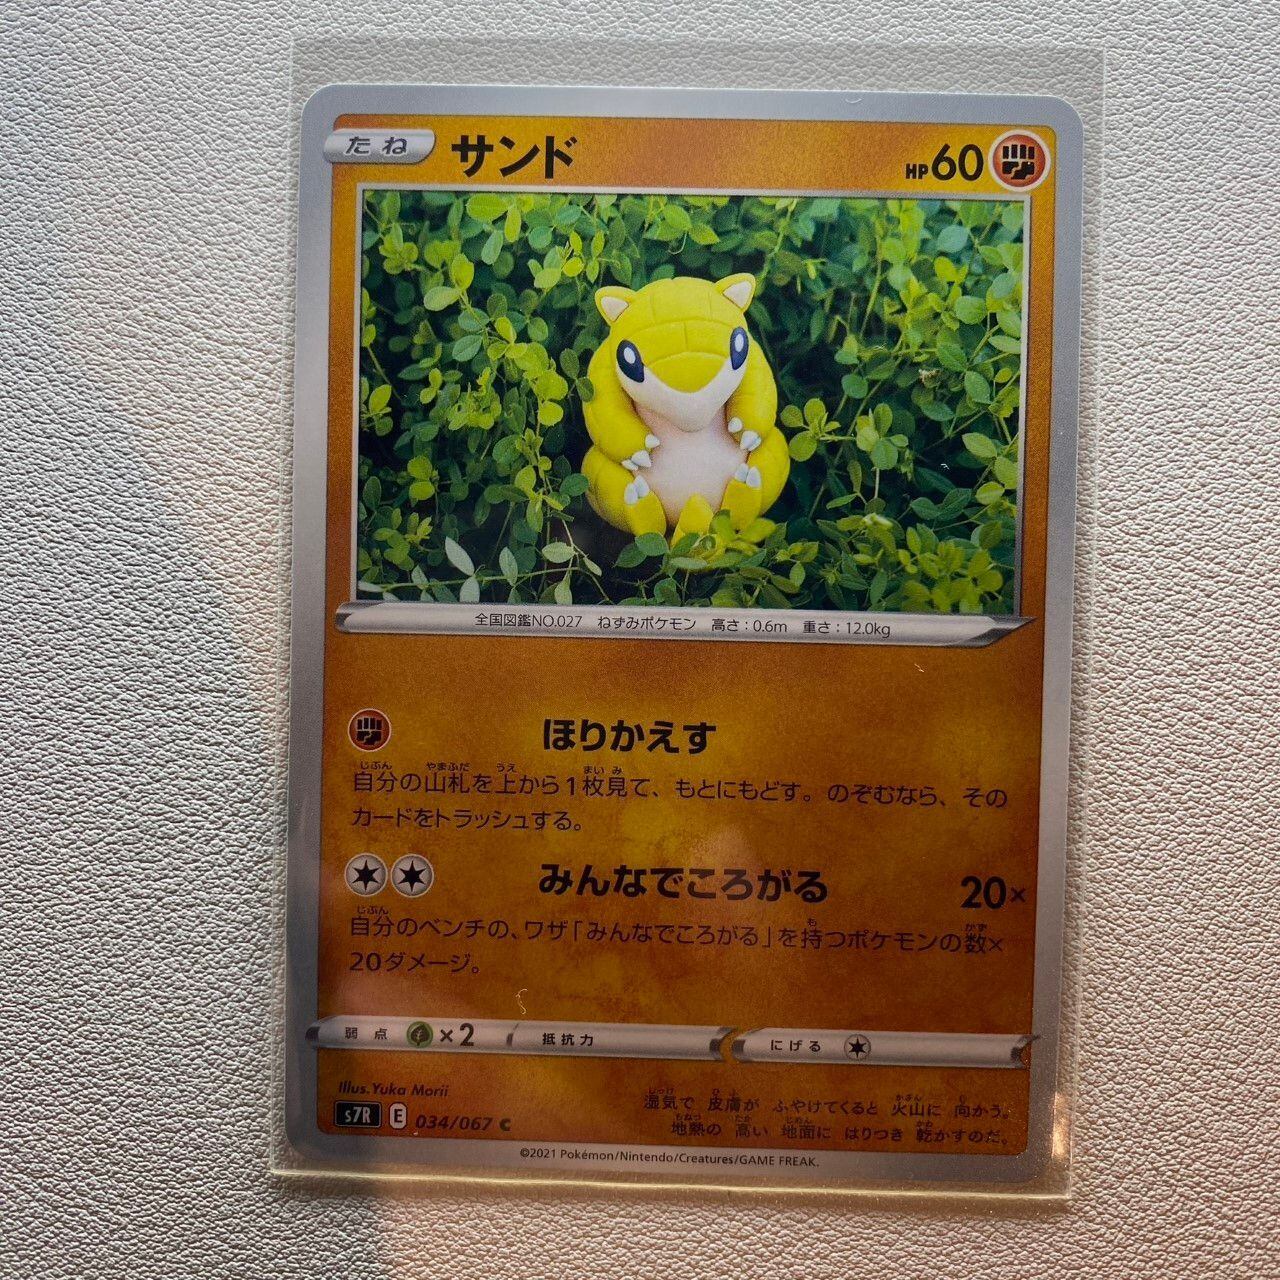 たね サンド HP60
全国図鑑NO.027 ねずみポケモン 高さ：0.6m 重さ：12.0kg
ほりかえす
自分の山札を上から1枚見て、もとにもどす。のぞむなら、その
カードをトラッシュする。
みんなでころがる 20×
自分のベンチの、ワザ「みんなでころがる」を持つポケモンの数×
20ダメージ。
弱点 ×2 抵抗力 にげる
Illus.Yuka Morii
湿気で 皮膚が ふやけてくると 火山に 向かう。
地熱の 高い 地面に はりつき 乾かすのだ。
s7R E 034/067 C
©2021 Pokémon/Nintendo/Creatures/GAME FREAK.